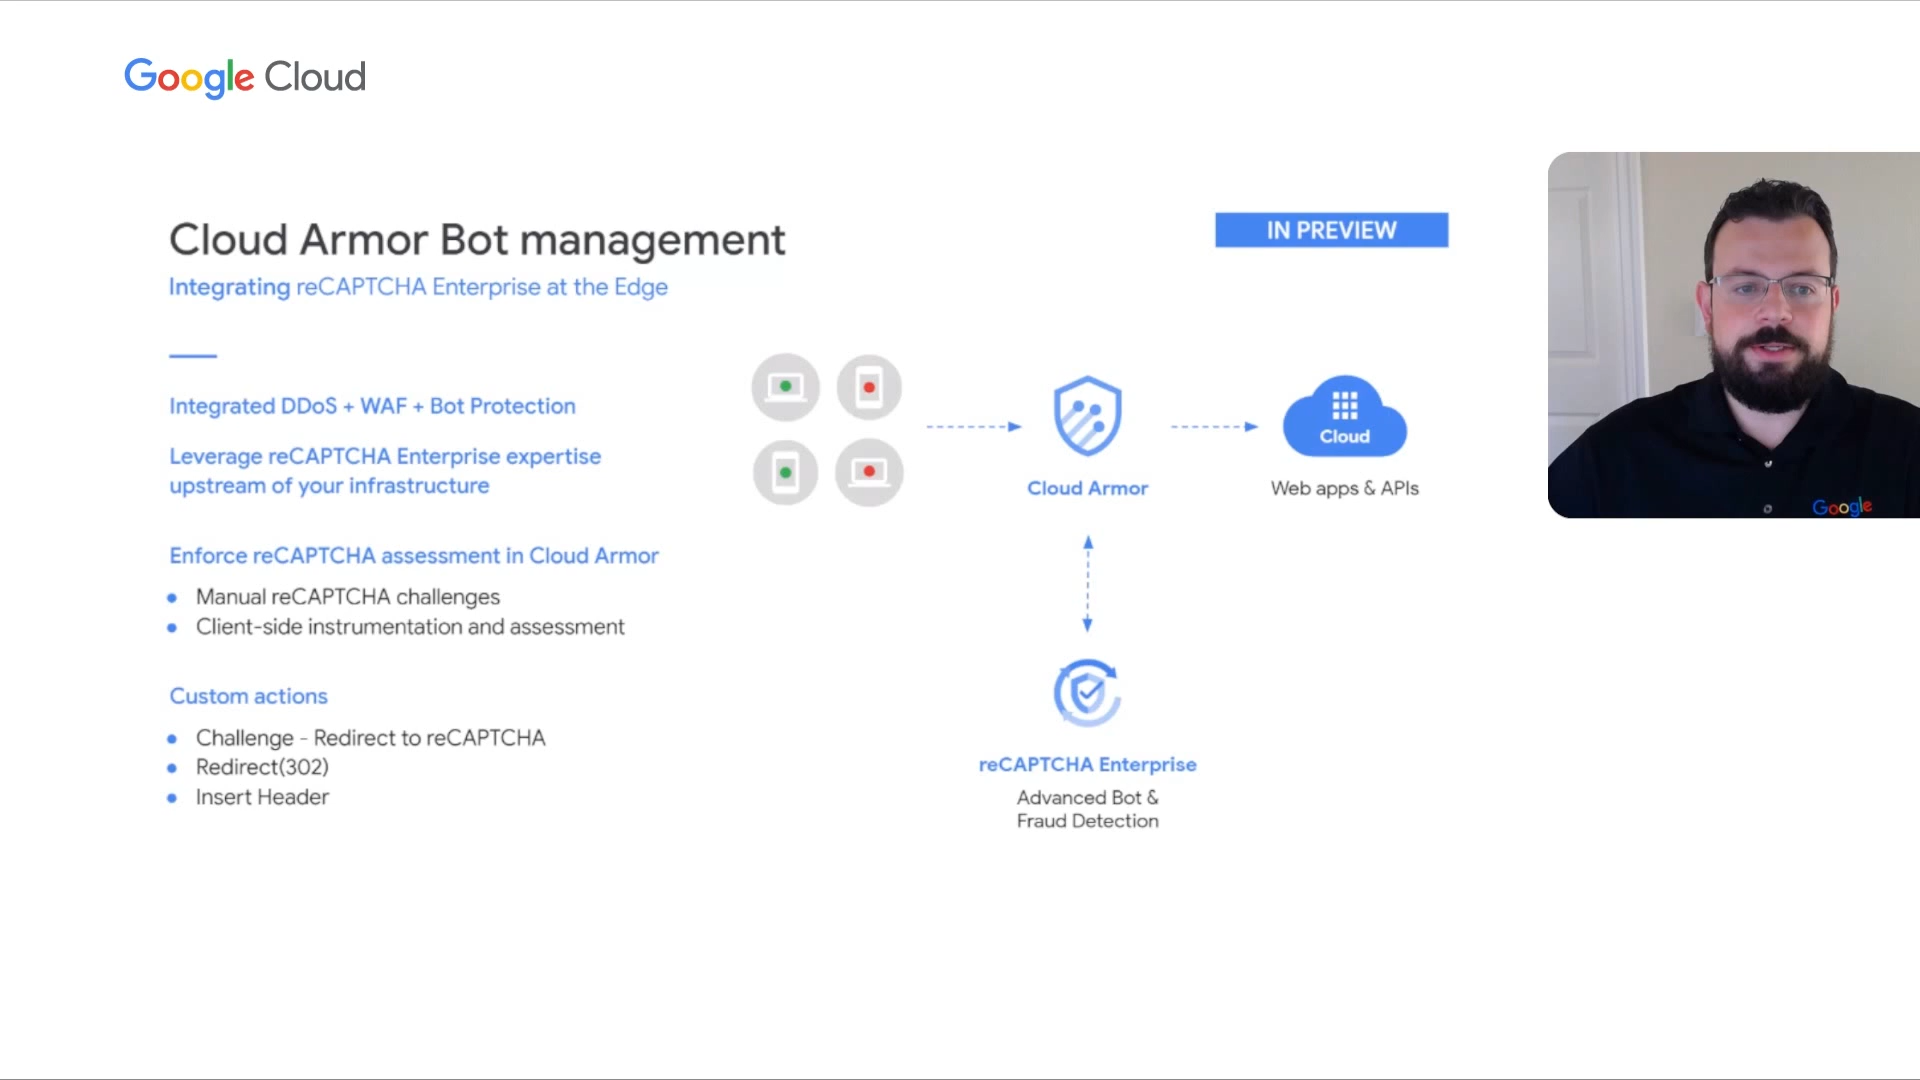 Google Cloud
Cloud Armor Bot management
IN PREVIEW
Integrating reCAPTCHA Enterprise at the Edge
Integrated DDoS + WAF + Bot Protection
Leverage reCAPTCHA Enterprise expertise
upstream of your infrastructure
Enforce reCAPTCHA assessment in Cloud Armor
Manual reCAPTCHA challenges
Client-side instrumentation and assessment
Custom actions
Challenge - Redirect to reCAPTCHA
Redirect(302)
Insert Header
Cloud Armor
Cloud
Web apps & APIs
reCAPTCHA Enterprise
Advanced Bot &
Fraud Detection
Google